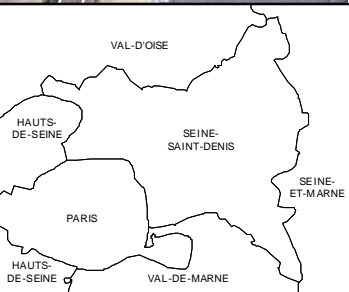 VAL-D'OISE
HAUTS-
DE-SEINE
SEINE-
SAINT-DENIS
SEINE-
ET-MARNE
PARIS
HAUTS-
DE-SEINE
VAL-DE-MARNE